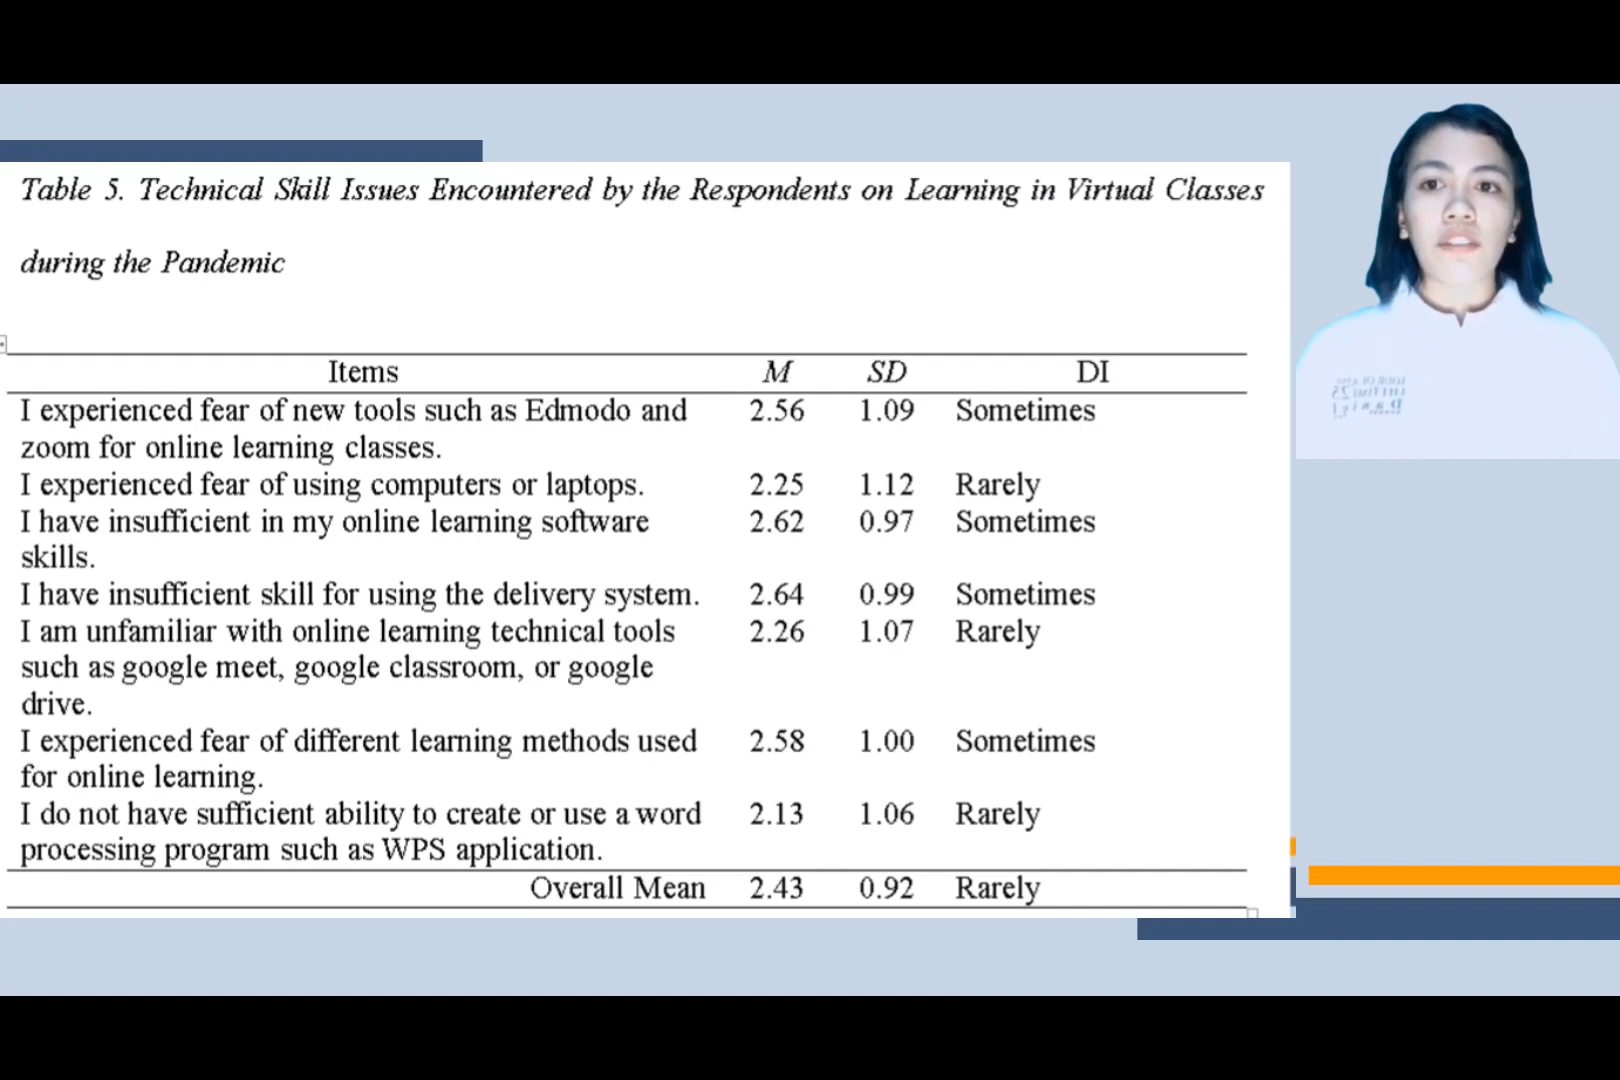 Table 5. Technical Skill Issues Encountered by the Respondents on Learning in Virtual Classes
during the Pandemic
Items M SD DI
I experienced fear of new tools such as Edmodo and 2.56 1.09 Sometimes
zoom for online learning classes.
I experienced fear of using computers or laptops. 2.25 1.12 Rarely
I have insufficient in my online learning software 2.62 0.97 Sometimes
skills.
I have insufficient skill for using the delivery system. 2.64 0.99 Sometimes
I am unfamiliar with online learning technical tools 2.26 1.07 Rarely
such as google meet, google classroom, or google
drive.
I experienced fear of different learning methods used 2.58 1.00 Sometimes
for online learning.
I do not have sufficient ability to create or use a word 2.13 1.06 Rarely
processing program such as WPS application.
Overall Mean 2.43 0.92 Rarely